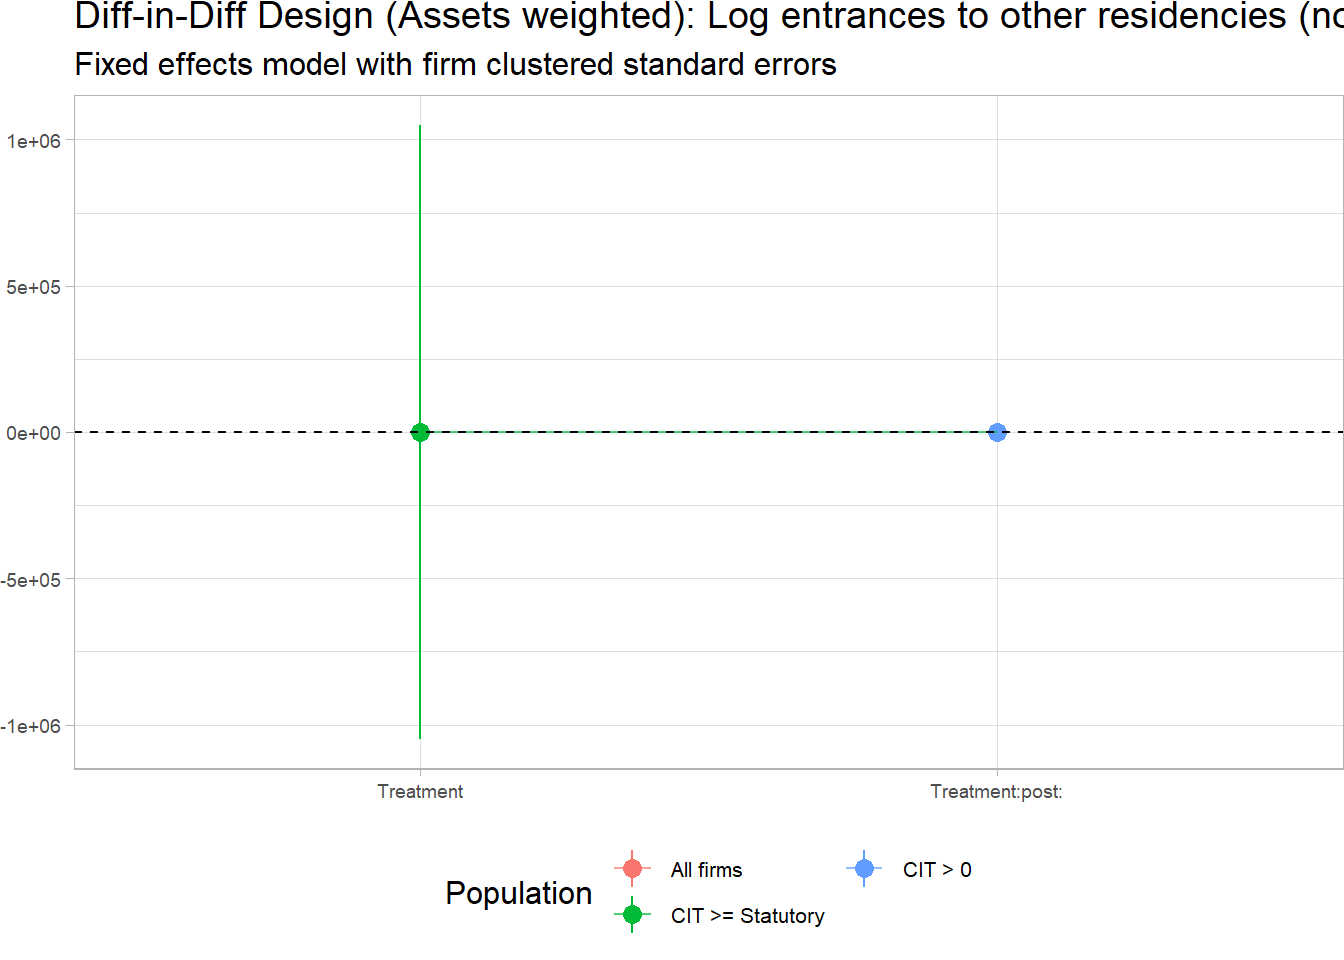 Diff-in-Diff Design (Assets weighted): Log entrances to other residencies (no
Fixed effects model with firm clustered standard errors
1e+06
5e+05
0e+00
-5e+05
-1e+06
Treatment
Treatment:post:
Population
All firms
CIT >= Statutory
CIT > 0